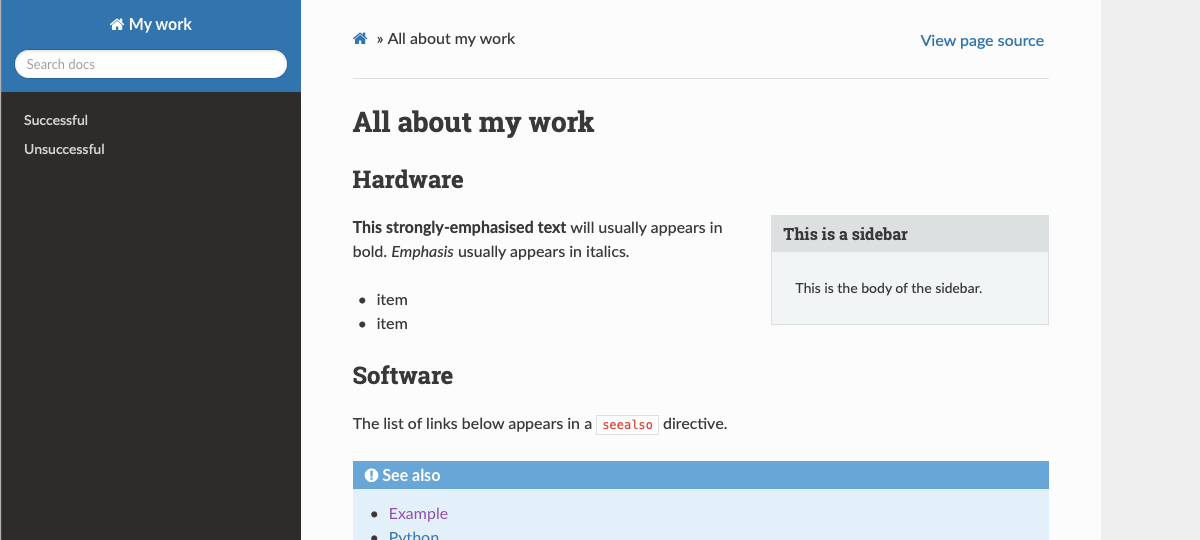 My work
Search docs
Successful
Unsuccessful
» All about my work
View page source
All about my work
Hardware
This strongly-emphasised text will usually appears in
bold. Emphasis usually appears in italics.
• item
• item
This is a sidebar
This is the body of the sidebar.
Software
The list of links below appears in a seealso directive.
See also
• Example
• Python